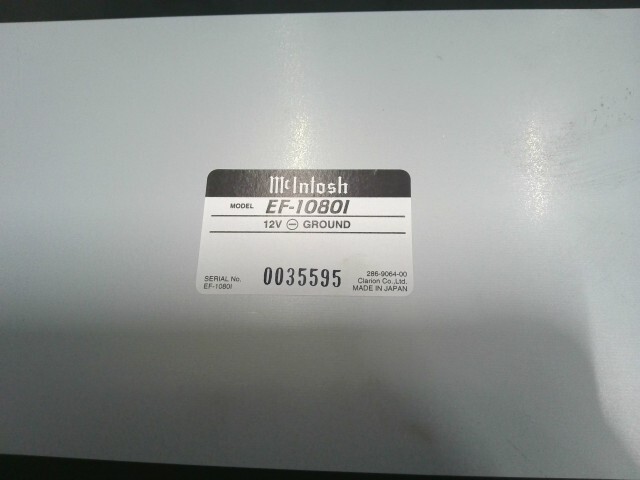 McIntosh
MODEL EF-1080I
12V ⊖ GROUND
286-9064-00
SERIAL No. 0035595 Clarion Co.,Ltd.
EF-1080I MADE IN JAPAN